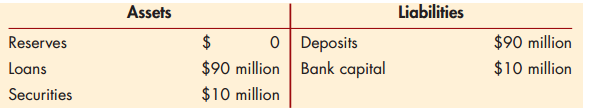 Assets Liabilities
Reserves $ 0 Deposits $90 million
Loans $90 million Bank capital $10 million
Securities $10 million